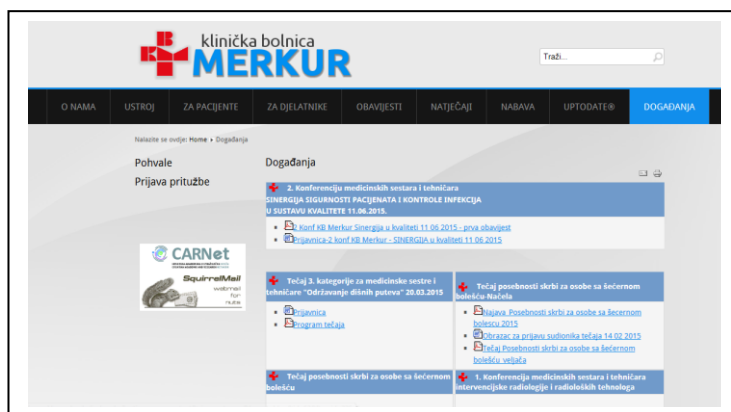 klinička bolnica
MERKUR
Traži...
O NAMA USTROJ ZA PACIJENTE ZA DJELATNIKE OBAVIJESTI NATJEČAJI NABAVA UPTODATE® DOGAĐANJA
Nalazite se ovdje: Home Događanja
Pohvale
Prijava pritužbe
CARNet
SquirrelMail
webmail
for
nuts
Događanja
2. Konferenciju medicinskih sestara i tehničara
SINERGIJA SIGURNOSTI PACIJENATA I KONTROLE INFEKCIJA
U SUSTAVU KVALITETE 11.06.2015.
2 Konf KB Merkur Sinergija u kvaliteti 11 06 2015 - prva obavijest
Prijavnica-2 konf KB Merkur - SINERGIJA u kvaliteti 11 06 2015
Tečaj 3. kategorije za medicinske sestre i
tehničare "Održavanje dišnih puteva" 20.03.2015
Prijavnica
Program tečaja
Tečaj posebnosti skrbi za osobe sa šećernom
bolešću Načela
Najava Posebnosti skrbi za osobe sa šecernom
bolescu 2015
Obrazac za prijavu sudionika tečaja 14 02 2015
Tečaj Posebnosti skrbi za osobe sa šećernom
bolešću veljača
Tečaj posebnosti skrbi za osobe sa šećernom
bolešću
1. Konferencija medicinskih sestara i tehničara
intervencijske radiologije i radioloških tehnologa